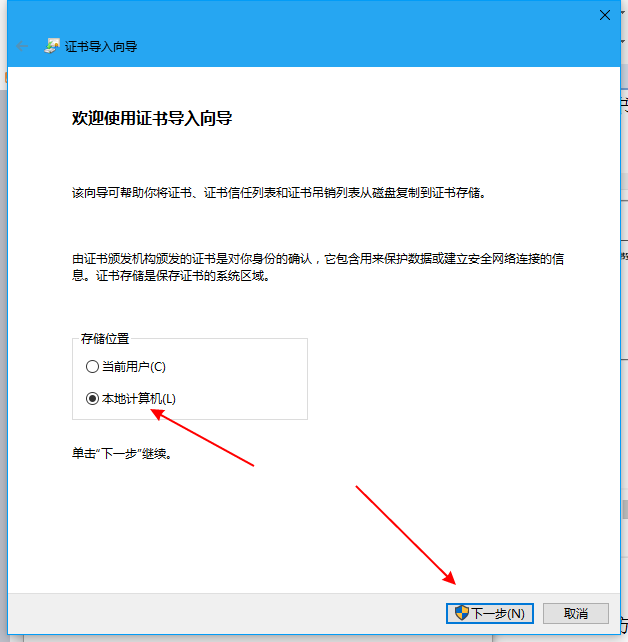 证书导入向导
欢迎使用证书导入向导
该向导可帮助你将证书、证书信任列表和证书吊销列表从磁盘复制到证书存储。
由证书颁发机构颁发的证书是对你身份的确认，它包含用来保护数据或建立安全网络连接的信
息。证书存储是保存证书的系统区域。
存储位置
当前用户(C)
本地计算机(L)
单击“下一步”继续。
下一步(N)
取消